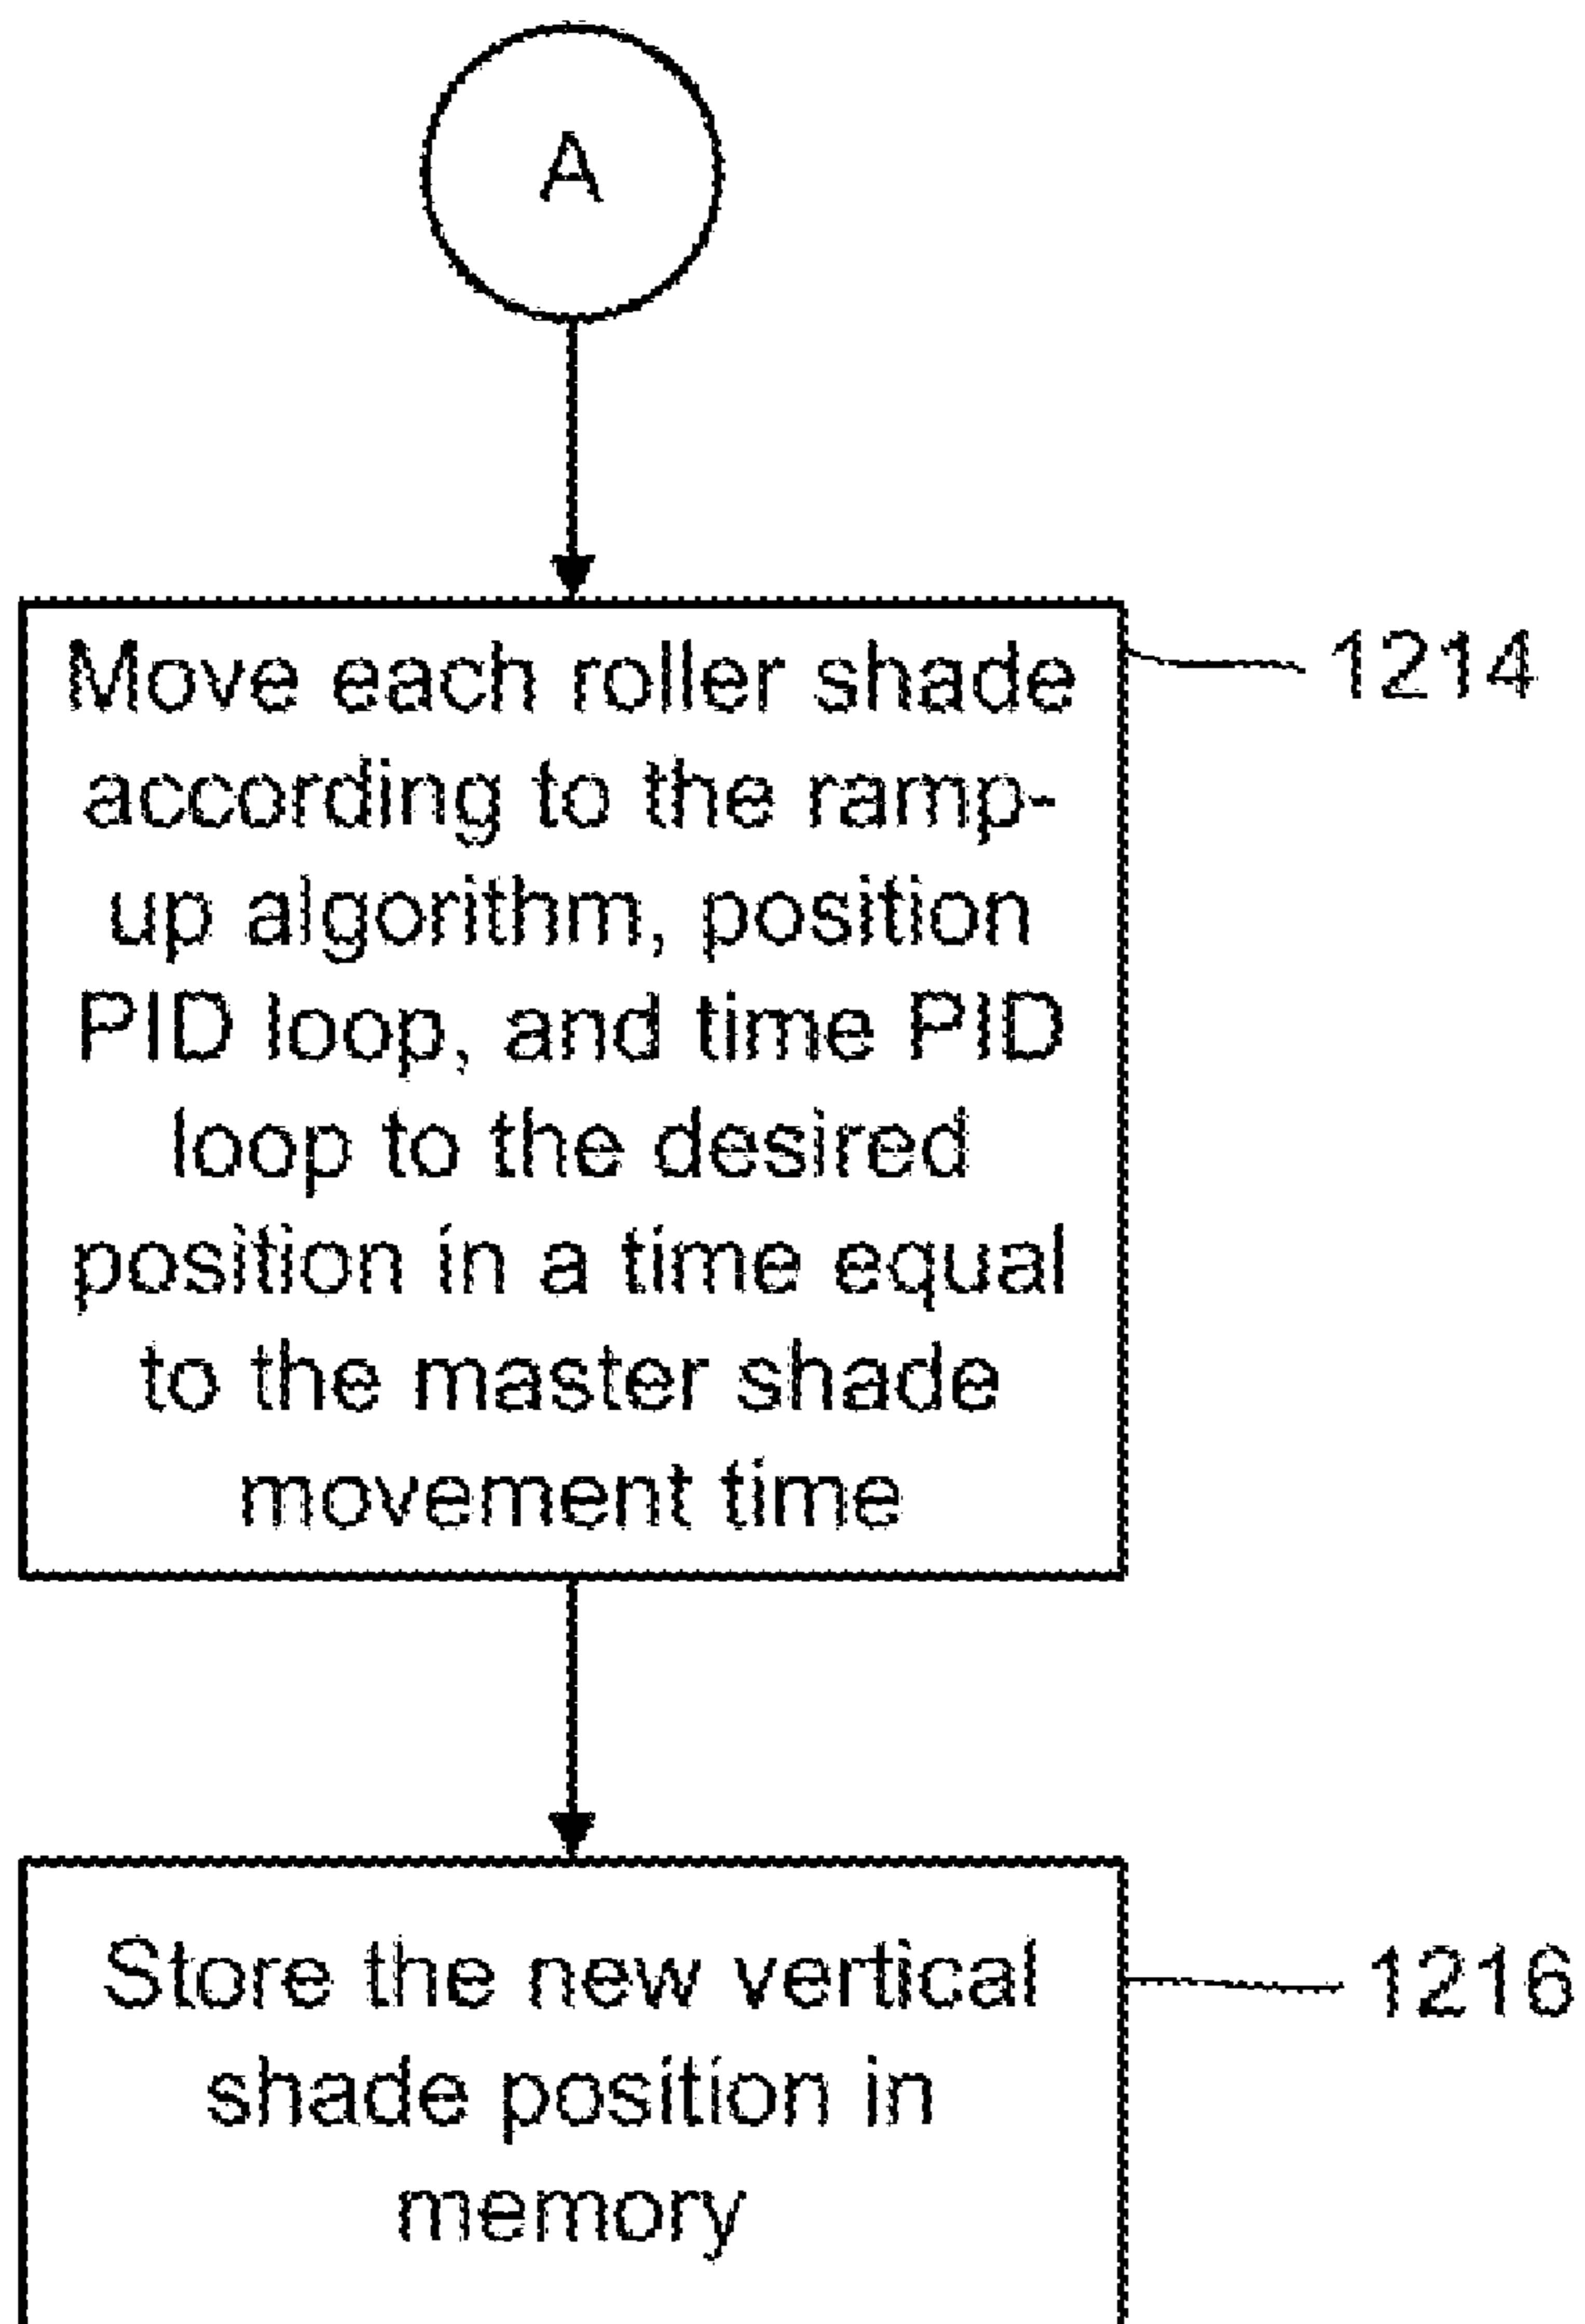 A
Move each roller shade
according to the ramp-
up algorithm, position
PID loop, and time PID
loop to the desired
position in a time equal
to the master shade
movement time
1214
Store the new vertical
shade position in
memory
1216